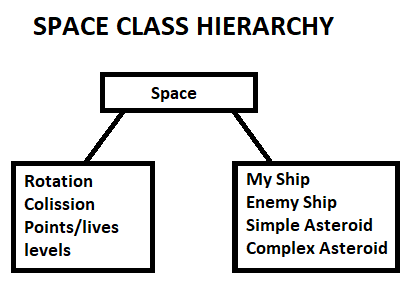 SPACE CLASS HIERARCHY
Space
Rotation
Colission
Points/lives
levels
My Ship
Enemy Ship
Simple Asteroid
Complex Asteroid